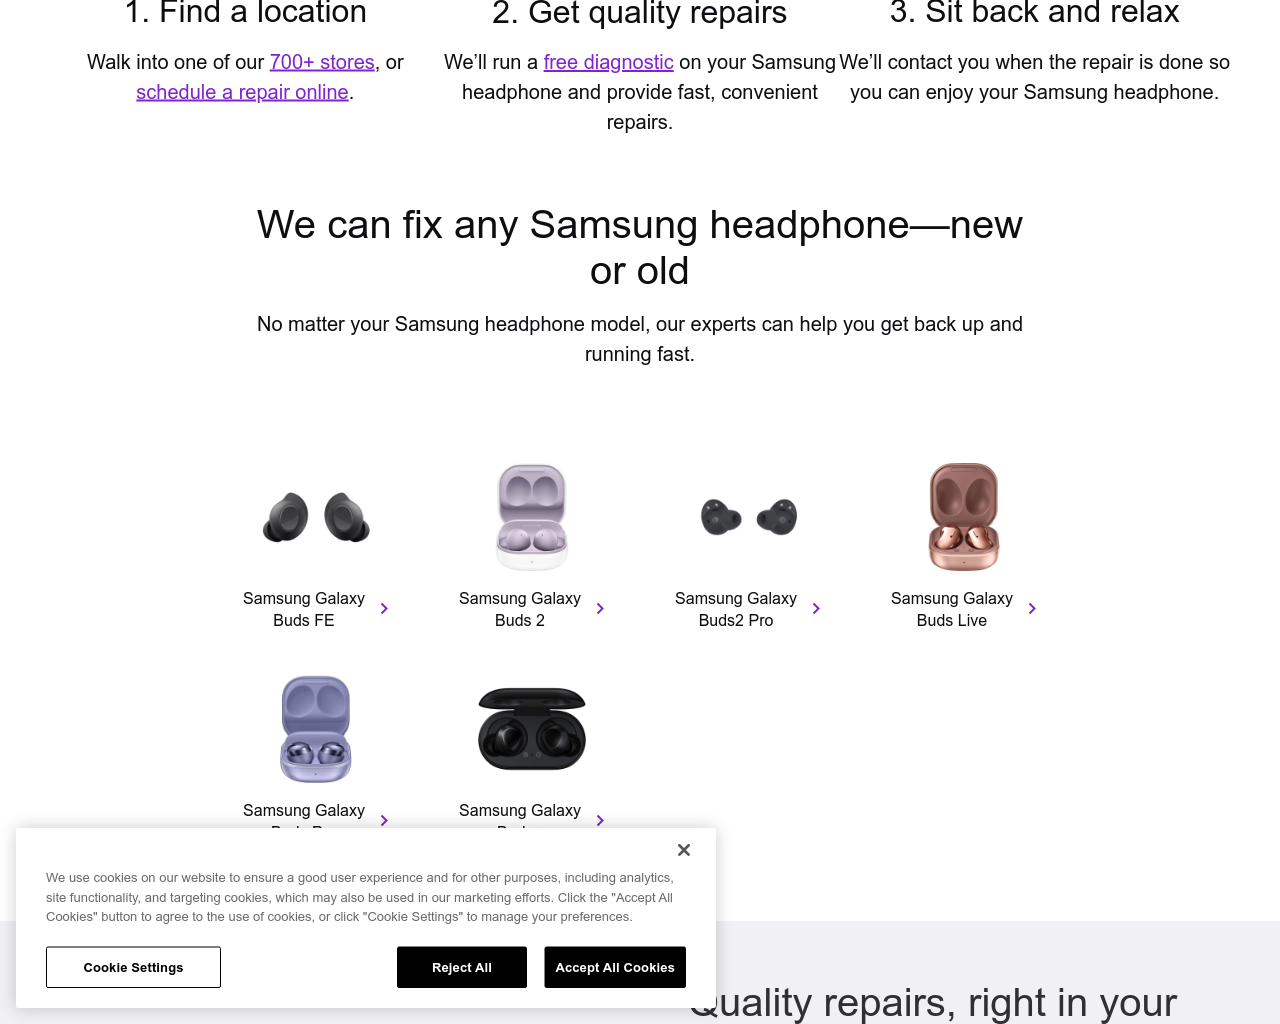 1. Find a location
Walk into one of our 700+ stores, or
schedule a repair online.
2. Get quality repairs
We’ll run a free diagnostic on your Samsung
headphone and provide fast, convenient
repairs.
3. Sit back and relax
We’ll contact you when the repair is done so
you can enjoy your Samsung headphone.
We can fix any Samsung headphone—new
or old
No matter your Samsung headphone model, our experts can help you get back up and
running fast.
Samsung Galaxy
Buds FE
Samsung Galaxy
Buds 2
Samsung Galaxy
Buds2 Pro
Samsung Galaxy
Buds Live
Samsung Galaxy
Samsung Galaxy
We use cookies on our website to ensure a good user experience and for other purposes, including analytics,
site functionality, and targeting cookies, which may also be used in our marketing efforts. Click the "Accept All
Cookies" button to agree to the use of cookies, or click "Cookie Settings" to manage your preferences.
Cookie Settings
Reject All
Accept All Cookies
Quality repairs, right in your